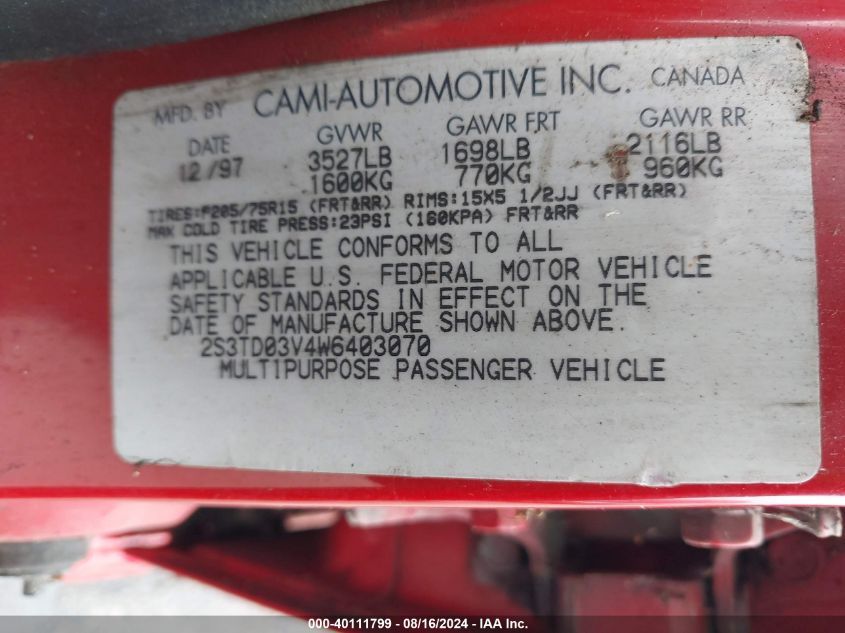 MFD. BY CAMI-AUTOMOTIVE INC. CANADA
DATE GVWR GAWR FRT GAWR RR
12/97 3527LB 1698LB 2116LB
1600KG 770KG 960KG
TIRES:P205/75R15 (FRT&RR) RIMS:15X5 1/2JJ (FRT&RR)
MAX COLD TIRE PRESS:23PSI (160KPA) FRT&RR
THIS VEHICLE CONFORMS TO ALL
APPLICABLE U.S. FEDERAL MOTOR VEHICLE
SAFETY STANDARDS IN EFFECT ON THE
DATE OF MANUFACTURE SHOWN ABOVE.
2S3TD03V4W6403070
MULTIPURPOSE PASSENGER VEHICLE
000-40111799 - 08/16/2024 - IAA Inc.